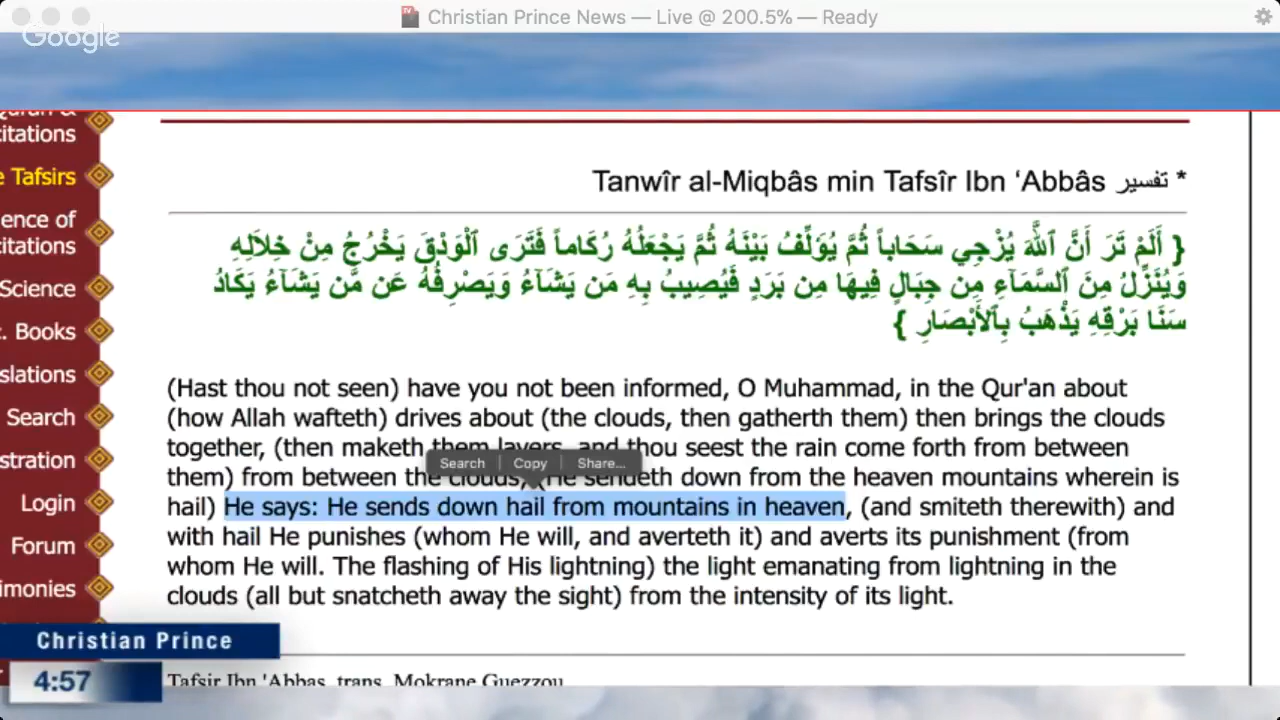 Christian Prince News — Live @ 200.5% — Ready
Google
itations
e Tafsirs
ence of
citations
Science
c. Books
slations
Search
stration
Login
Forum
imonies
* تفسير Tanwîr al-Miqbâs min Tafsîr Ibn ‘Abbâs
{ أَلَمْ تَرَ أَنَّ ٱللَّهَ يُزْجِي سَحَاباً ثُمَّ يُؤَلِّفُ بَيْنَهُ ثُمَّ يَجْعَلُهُ رُكَاماً فَتَرَى ٱلْوَدْقَ يَخْرُجُ مِنْ خِلاَلِهِ
وَيُنَزِّلُ مِنَ ٱلسَّمَآءِ مِن جِبَالٍ فِيهَا مِن بَرَدٍ فَيُصِيبُ بِهِ مَن يَشَآءُ وَيَصْرِفُهُ عَن مَّن يَشَآءُ يَكَادُ
سَنَا بَرْقِهِ يَذْهَبُ بِٱلأَبْصَارِ }
(Hast thou not seen) have you not been informed, O Muhammad, in the Qur'an about
(how Allah wafteth) drives about (the clouds, then gatherth them) then brings the clouds
together, (then maketh them layers, and thou seest the rain come forth from between
Search Copy Share...
them) from between the clouds, (He sendeth down from the heaven mountains wherein is
hail) He says: He sends down hail from mountains in heaven, (and smiteth therewith) and
with hail He punishes (whom He will, and averteth it) and averts its punishment (from
whom He will. The flashing of His lightning) the light emanating from lightning in the
clouds (all but snatcheth away the sight) from the intensity of its light.
Christian Prince
4:57
Tafsir Ibn 'Abbas, trans. Mokrane Guezzou